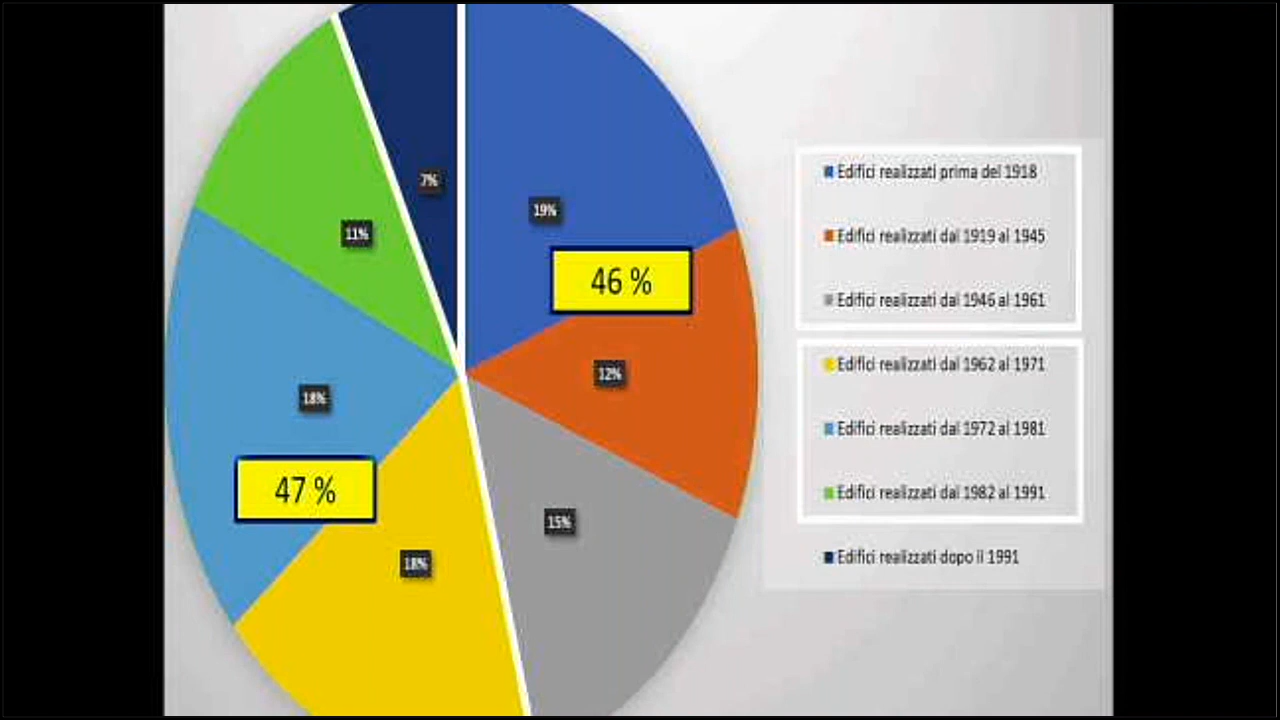 7%
19%
11%
46 %
12%
18%
47 %
15%
18%
Edifici realizzati prima del 1918
Edifici realizzati dal 1919 al 1945
Edifici realizzati dal 1946 al 1961
Edifici realizzati dal 1962 al 1971
Edifici realizzati dal 1972 al 1981
Edifici realizzati dal 1982 al 1991
Edifici realizzati dopo il 1991